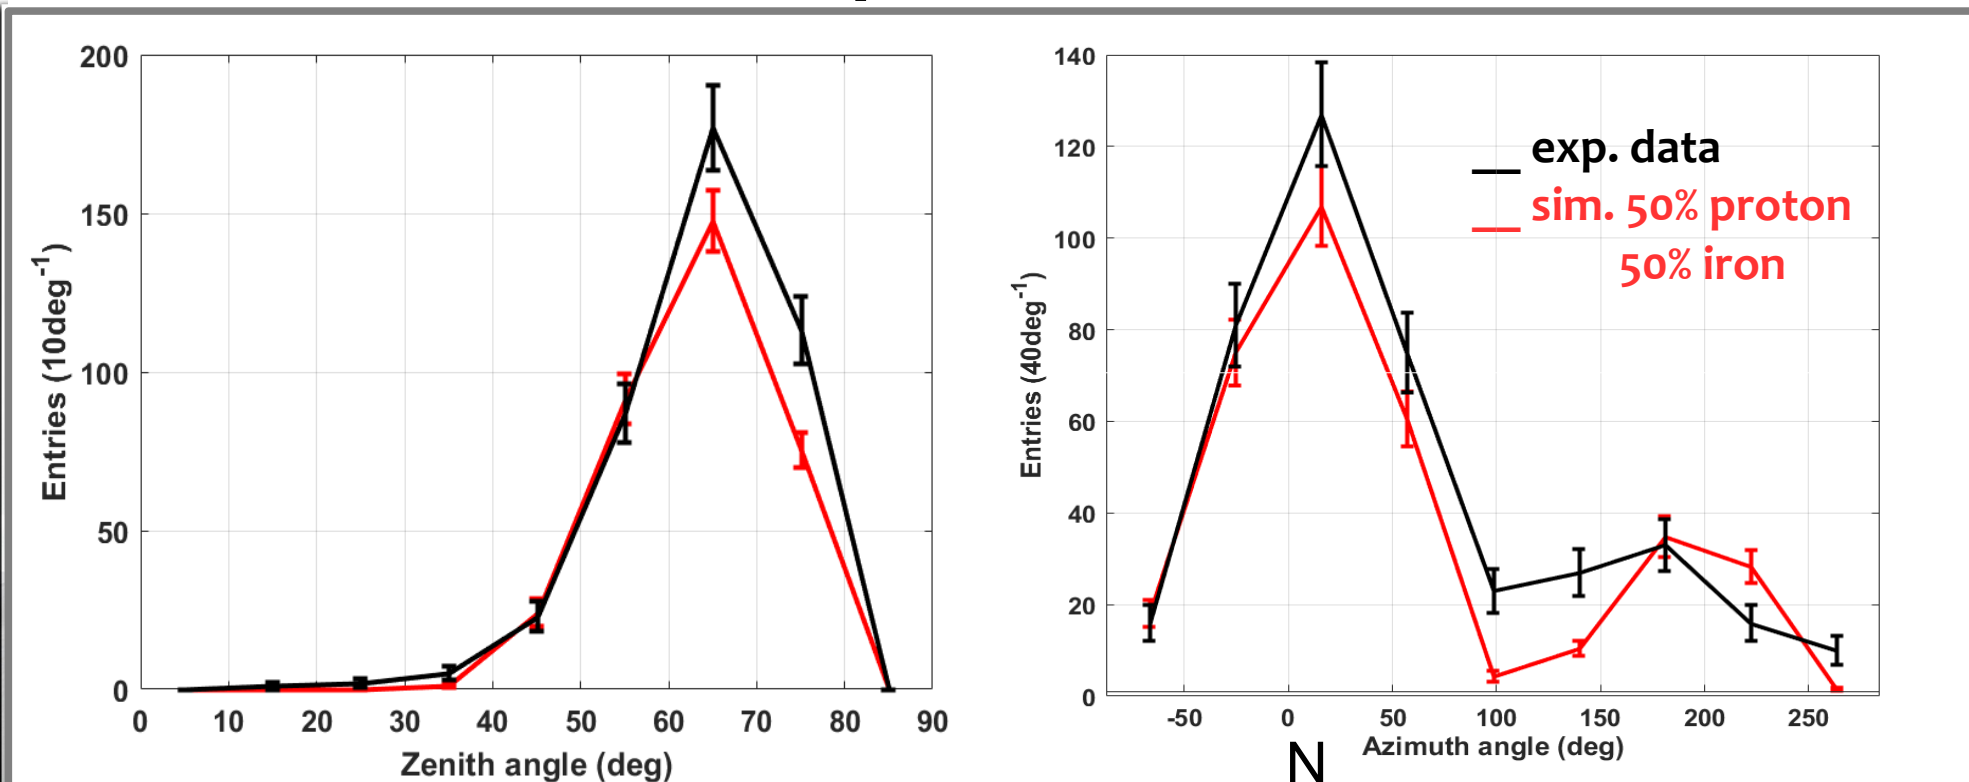 200
150
100
50
0
0 10 20 30 40 50 60 70 80 90
Entries (10deg⁻¹)
Zenith angle (deg)
140
120
100
80
60
40
20
0
-50 0 50 100 150 200 250
Entries (40deg⁻¹)
Azimuth angle (deg)
N
exp. data
sim. 50% proton
50% iron